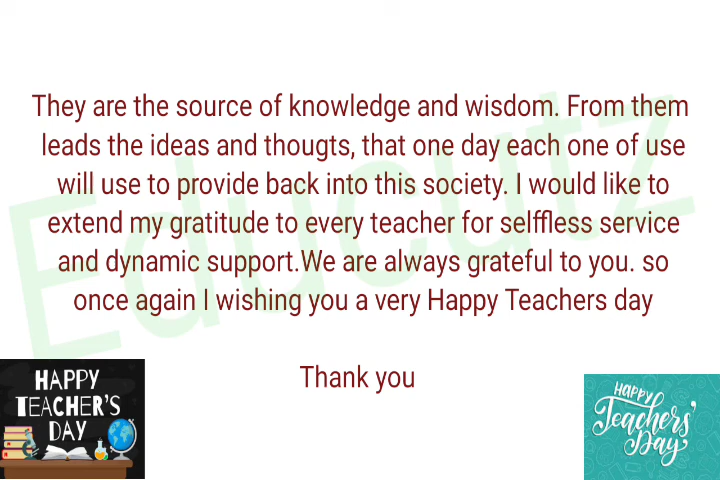 They are the source of knowledge and wisdom. From them
leads the ideas and thougts, that one day each one of use
will use to provide back into this society. I would like to
extend my gratitude to every teacher for selffless service
and dynamic support.We are always grateful to you. so
once again I wishing you a very Happy Teachers day
Thank you
Educutz
HAPPY
TEACHER'S
DAY
Happy
Teachers'
Day